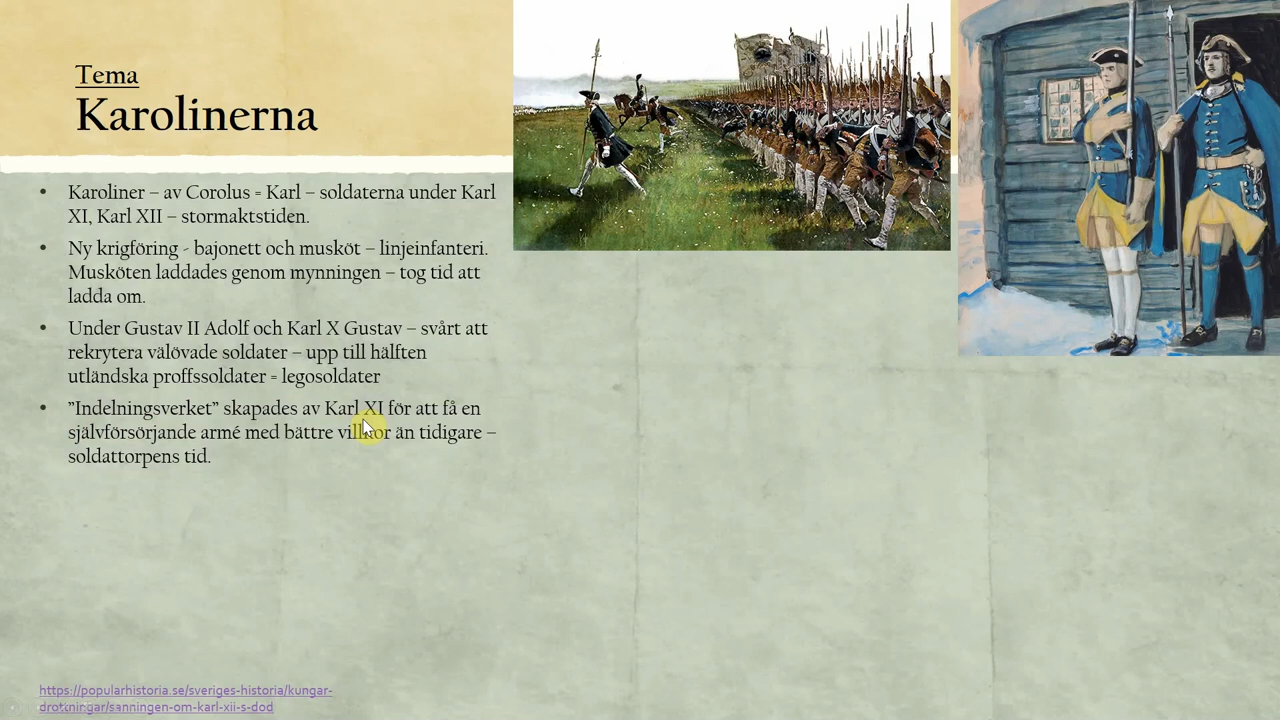 Tema
Karolinerna
• Karoliner – av Corolus = Karl – soldaterna under Karl
XI, Karl XII – stormaktstiden.
• Ny krigföring - bajonett och musköt – linjeinfanteri.
Musköten laddades genom mynningen – tog tid att
ladda om.
• Under Gustav II Adolf och Karl X Gustav – svårt att
rekrytera välövade soldater – upp till hälften
utländska proffssoldater = legosoldater
• ”Indelningsverket” skapades av Karl XI för att få en
självförsörjande armé med bättre villkor än tidigare –
soldattorpens tid.
https://popularhistoria.se/sveriges-historia/kungar-
drottningar/sanningen-om-karl-xii-s-dod